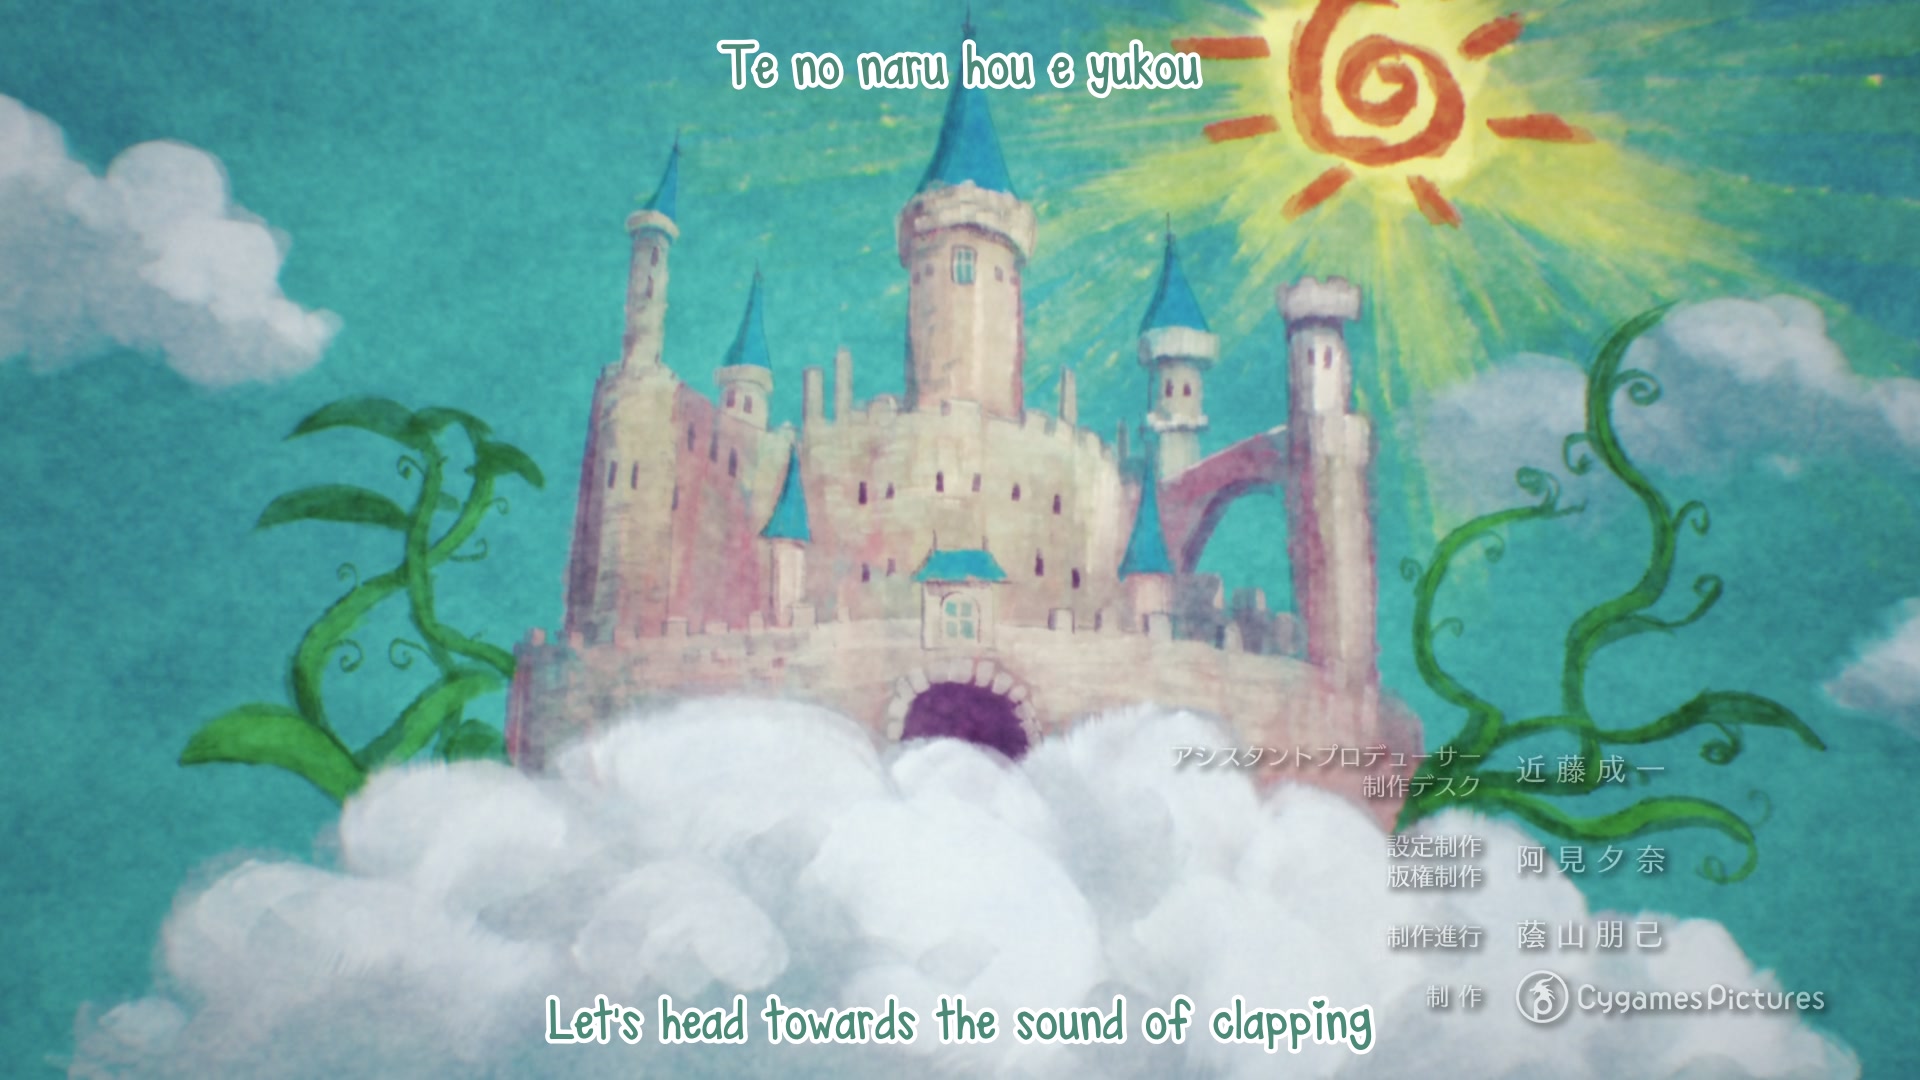 Te no naru hou e yukou
アシスタントプロデューサー
制作デスク
近藤成一
設定制作
版権制作
阿見夕奈
制作進行 蔭山朋己
制作 CygamesPictures
Let's head towards the sound of clapping